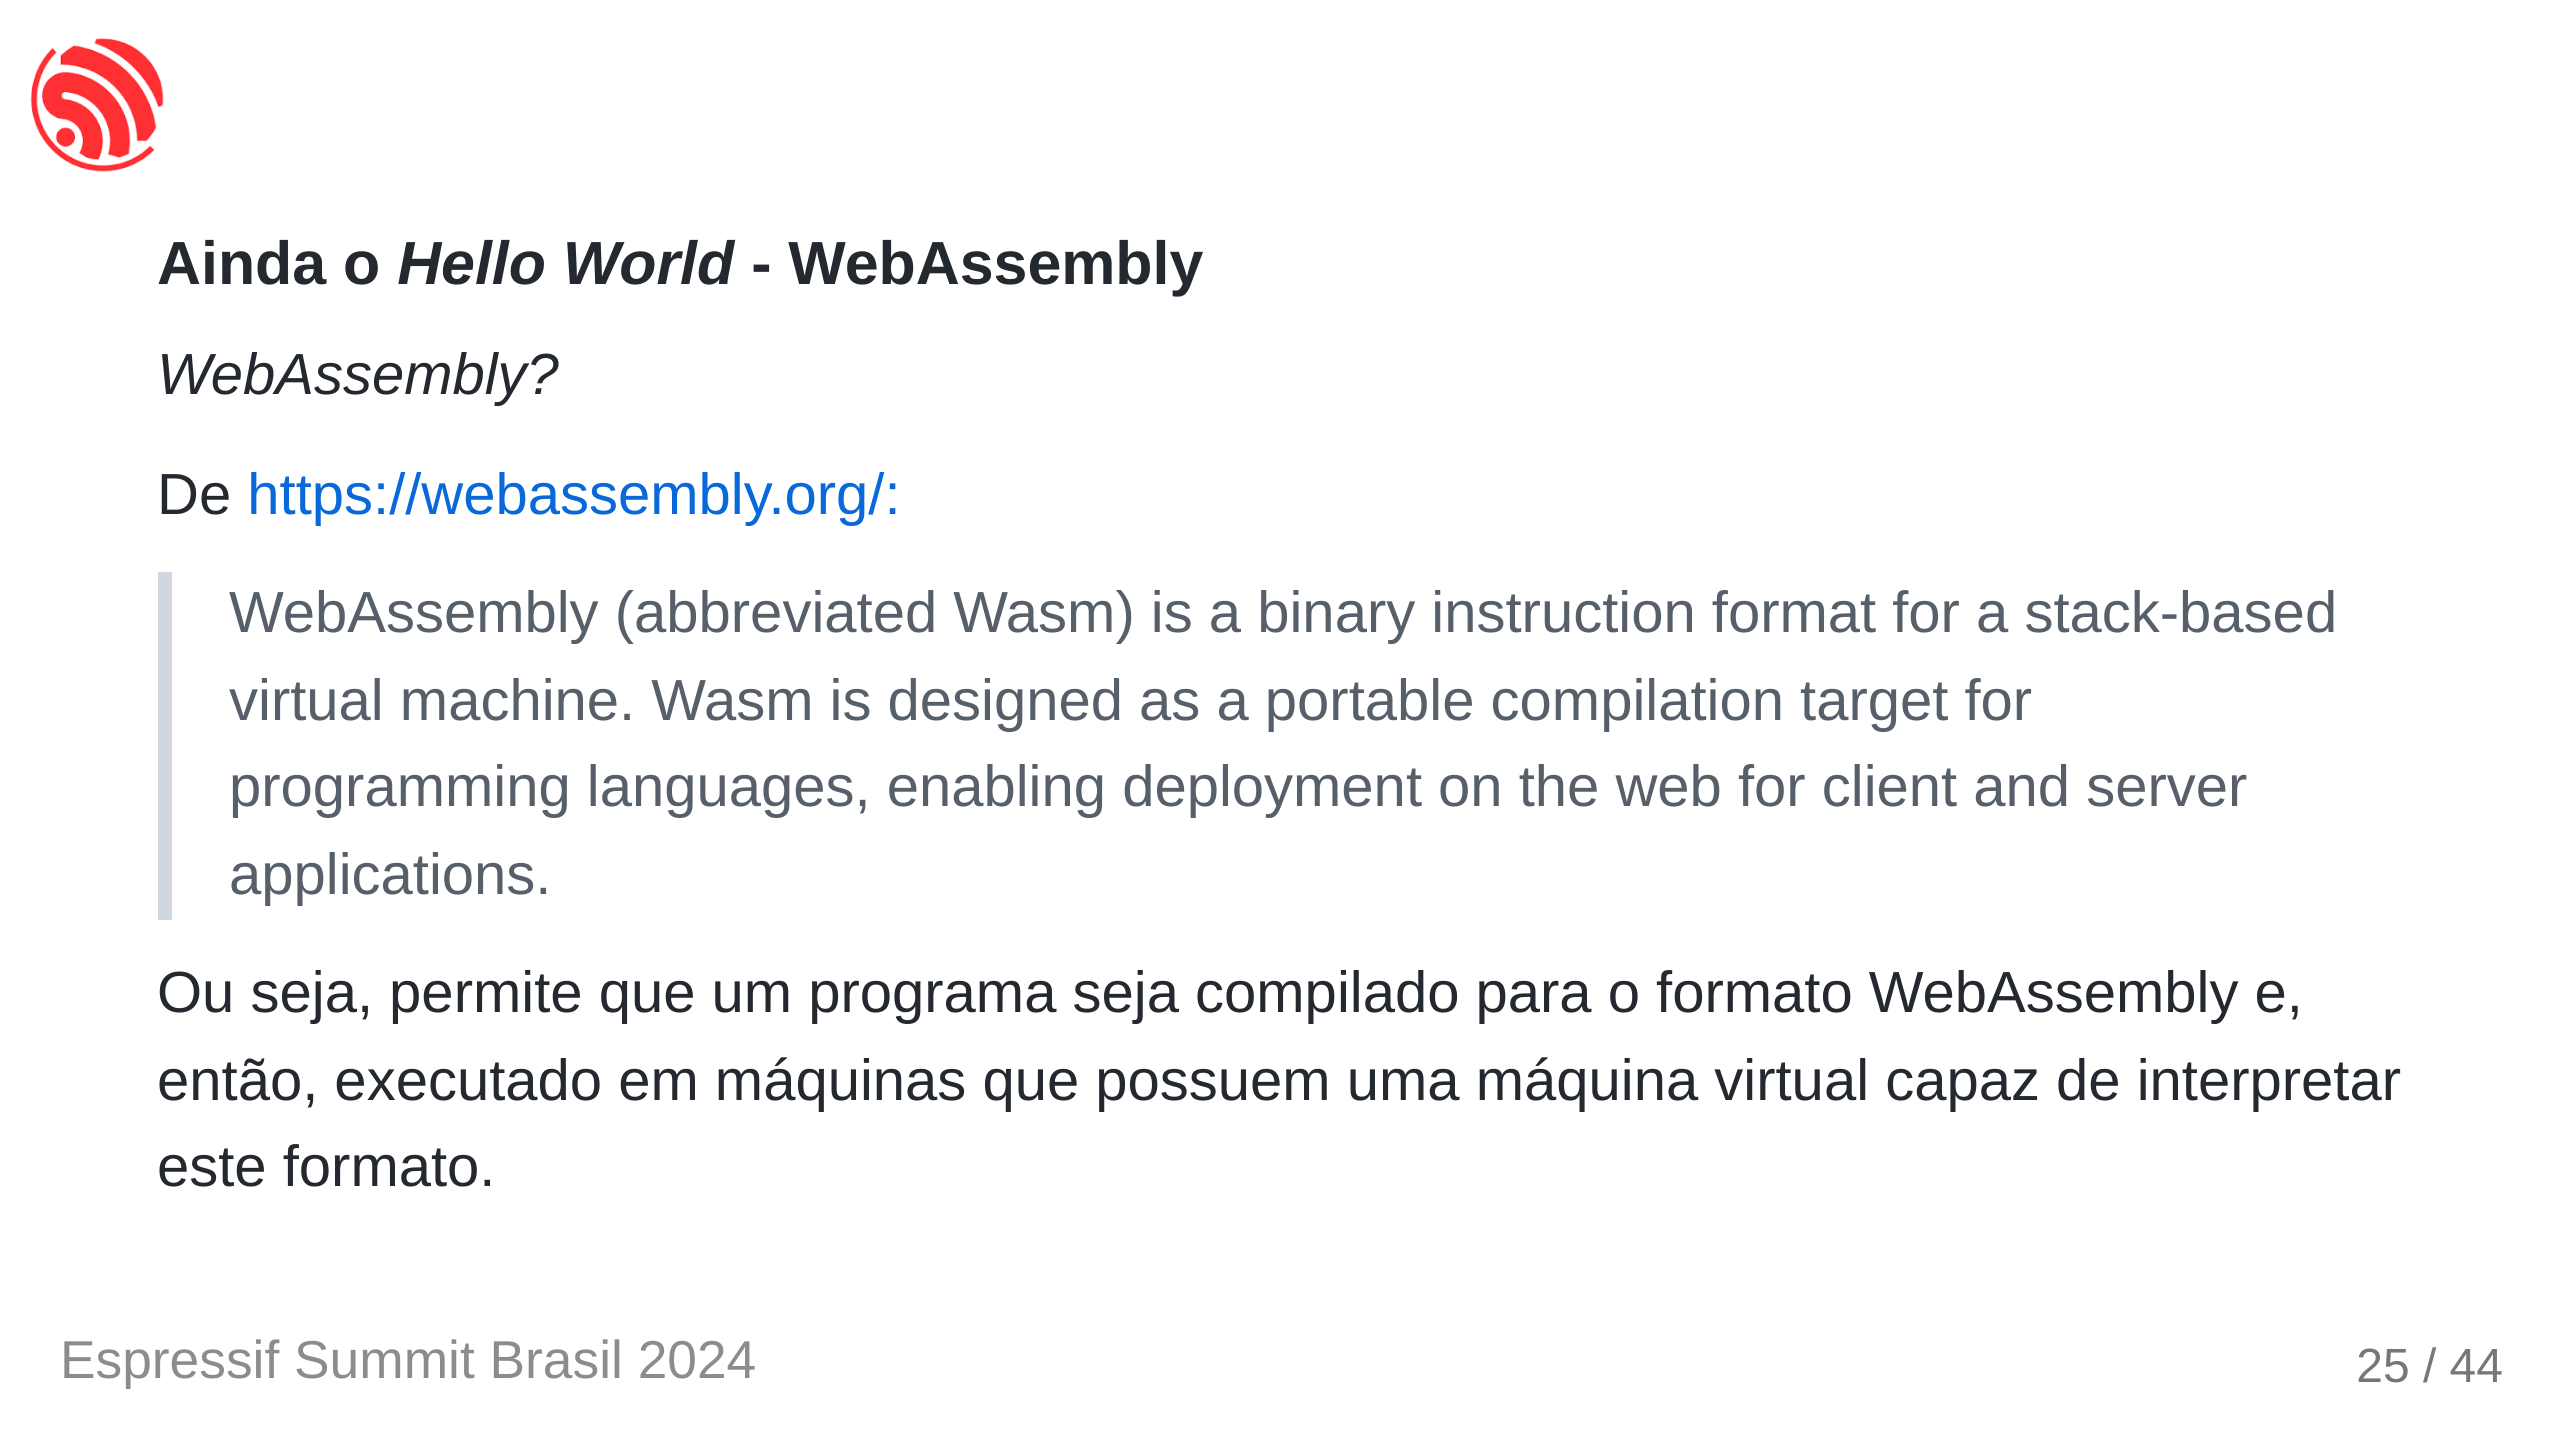 Ainda o Hello World - WebAssembly
WebAssembly?
De https://webassembly.org/:
WebAssembly (abbreviated Wasm) is a binary instruction format for a stack-based
virtual machine. Wasm is designed as a portable compilation target for
programming languages, enabling deployment on the web for client and server
applications.
Ou seja, permite que um programa seja compilado para o formato WebAssembly e,
então, executado em máquinas que possuem uma máquina virtual capaz de interpretar
este formato.
Espressif Summit Brasil 2024
25 / 44